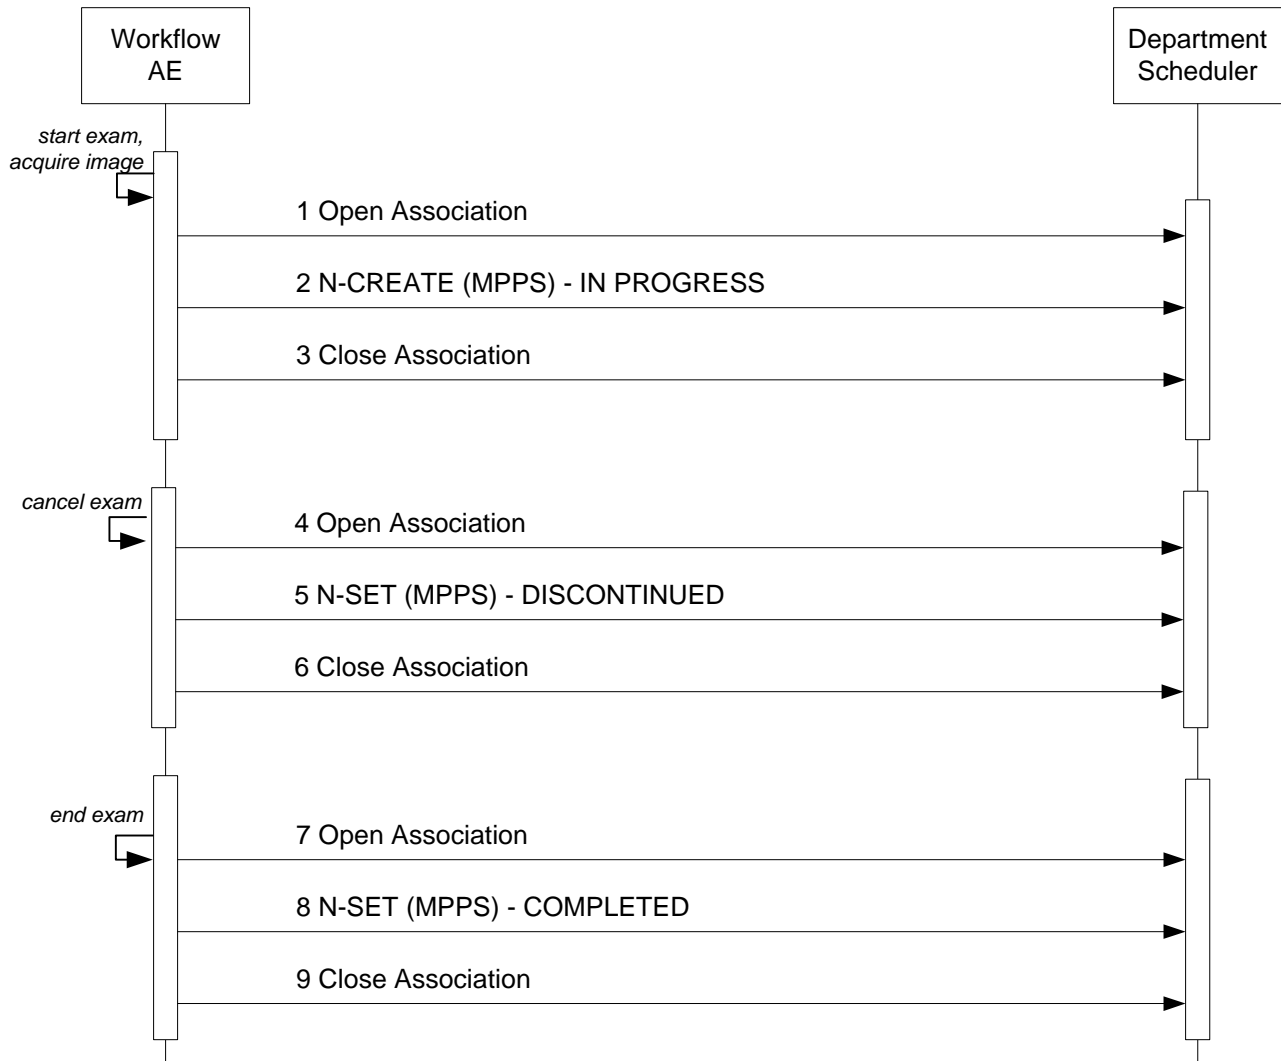 Workflow
AE
Department
Scheduler
start exam,
acquire image
1 Open Association
2 N-CREATE (MPPS) - IN PROGRESS
3 Close Association
cancel exam
4 Open Association
5 N-SET (MPPS) - DISCONTINUED
6 Close Association
end exam
7 Open Association
8 N-SET (MPPS) - COMPLETED
9 Close Association